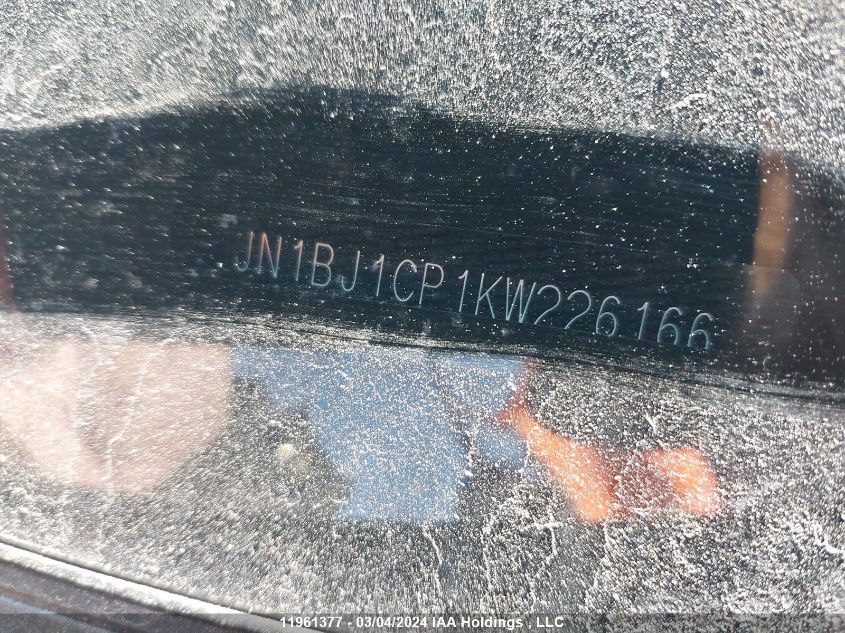 JN1BJ1CP1KW226166
11961377 - 03/04/2024 IAA Holdings , LLC